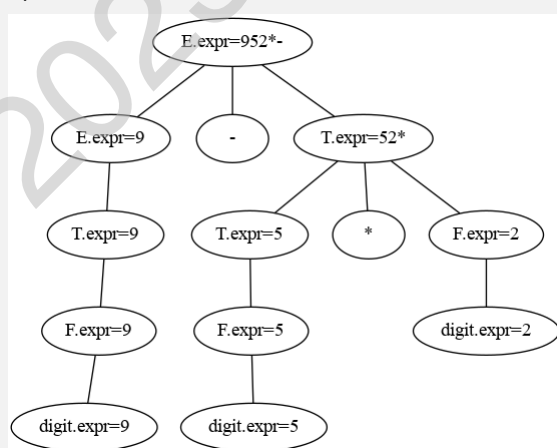 E.expr=952*-
E.expr=9 - T.expr=52*
T.expr=9 T.expr=5 * F.expr=2
F.expr=9 F.expr=5 digit.expr=2
digit.expr=9 digit.expr=5